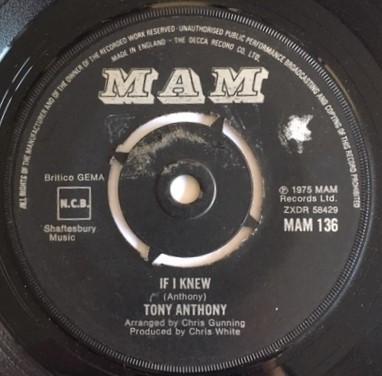 ALL RIGHTS OF THE MANUFACTURER AND OF THE OWNER OF THE RECORDED WORK RESERVED · UNAUTHORISED PUBLIC PERFORMANCE BROADCASTING AND COPYING OF THIS RECORD PROHIBITED
MADE IN ENGLAND · THE DECCA RECORD CO. LTD.
MAM
Britico GEMA
N.C.B.
Shaftesbury
Music
℗ 1975 MAM
Records Ltd.
ZXDR 58429
MAM 136
IF I KNEW
(Anthony)
TONY ANTHONY
Arranged by Chris Gunning
Produced by Chris White